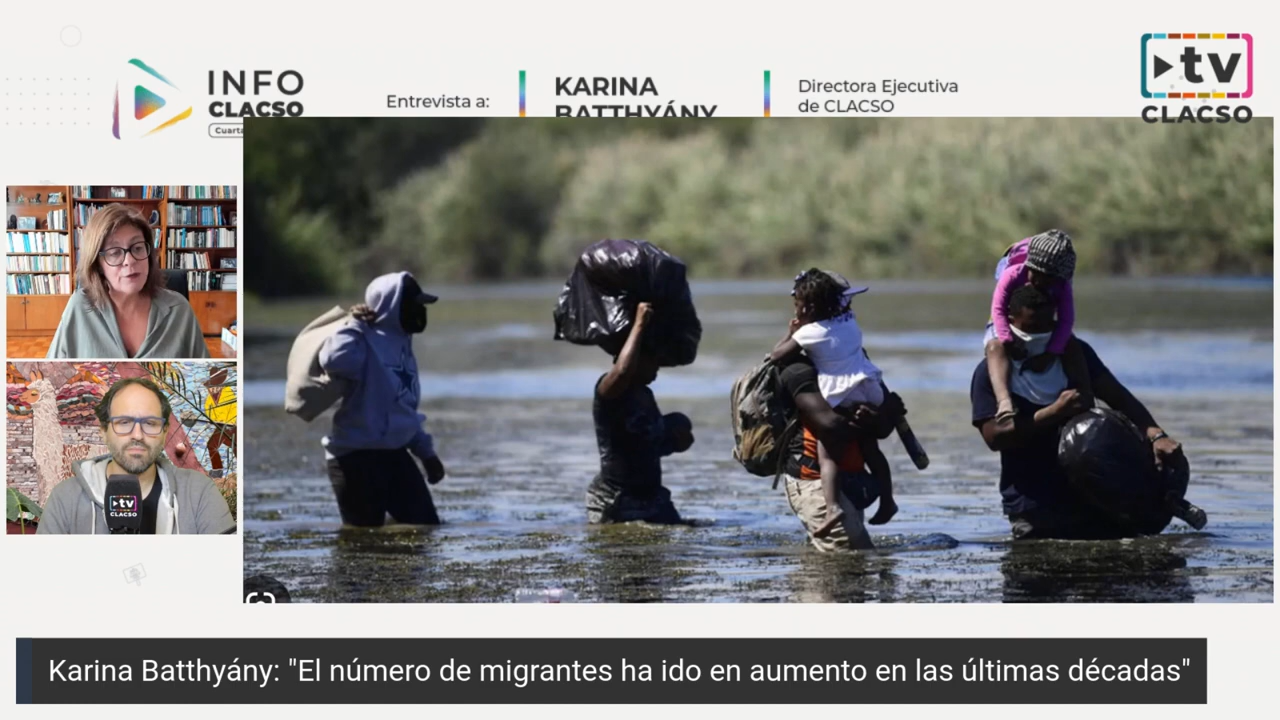 INFO
CLACSO
Entrevista a:
KARINA
BATTHYÁNY
Directora Ejecutiva
de CLACSO
tv
CLACSO
tv
CLACSO
Karina Batthyány: "El número de migrantes ha ido en aumento en las últimas décadas"